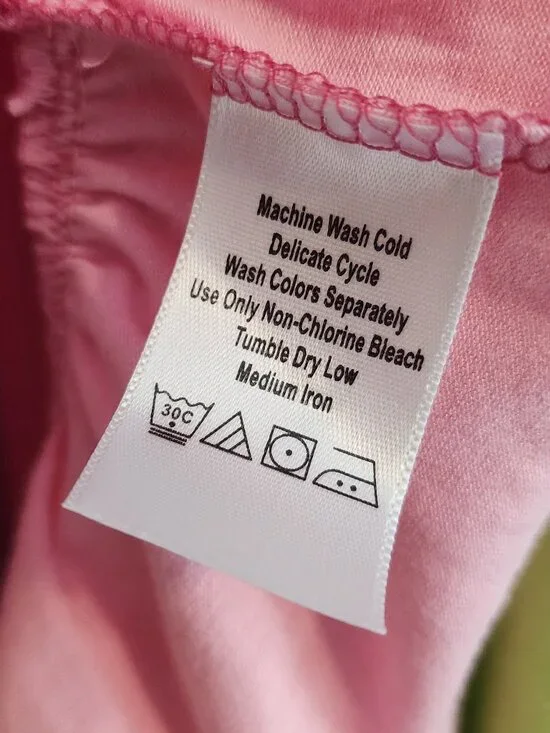 Machine Wash Cold
Delicate Cycle
Wash Colors Separately
Use Only Non-Chlorine Bleach
Tumble Dry Low
Medium Iron
30C